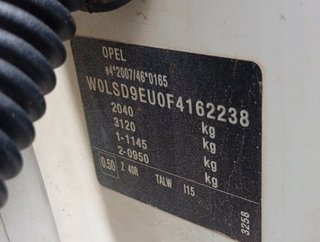 OPEL
e4*2007/46*0165
W0LSD9EU0F4162238
2040 kg
3120 kg
1-1145 kg
2-0950 kg
0.50 Z 40R TALW I15
3258